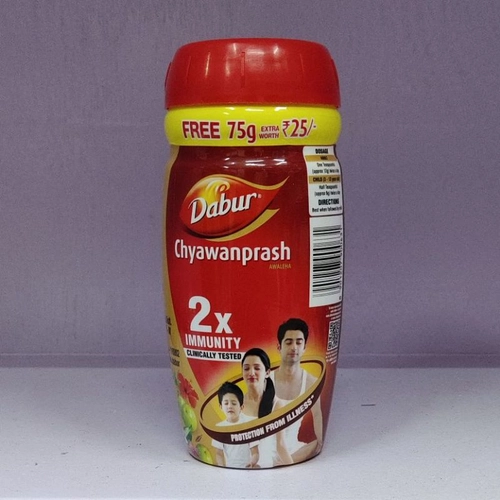 FREE 75g EXTRA WORTH ₹25/-
Dabur®
Chyawanprash
AWALEHA
2x
IMMUNITY
CLINICALLY TESTED
PROTECTION FROM ILLNESS*
DOSAGE
DIRECTIONS